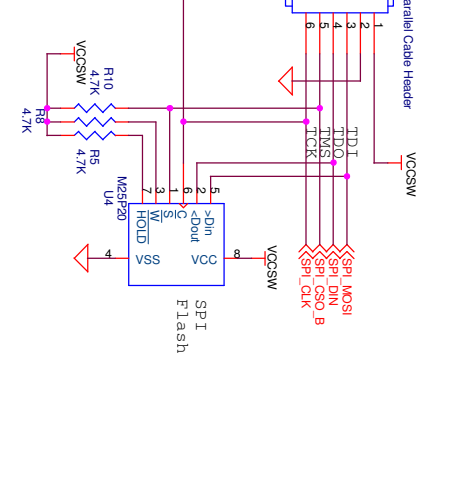 arallel Cable Header
6
5
4
3
2
1
VCCSW
R10
4.7K
R8
4.7K
R5
4.7K
TCK
TMS
TDO
TDI
VCCSW
M25P20
U4
7
3
1
6
2
5
HOLD
W
S
C
<Dout
>Din
4
VSS
VCC
8
VCCSW
SPI_CLK
SPI_CSO_B
SPI_DIN
SPI_MOSI
SPI
Flash